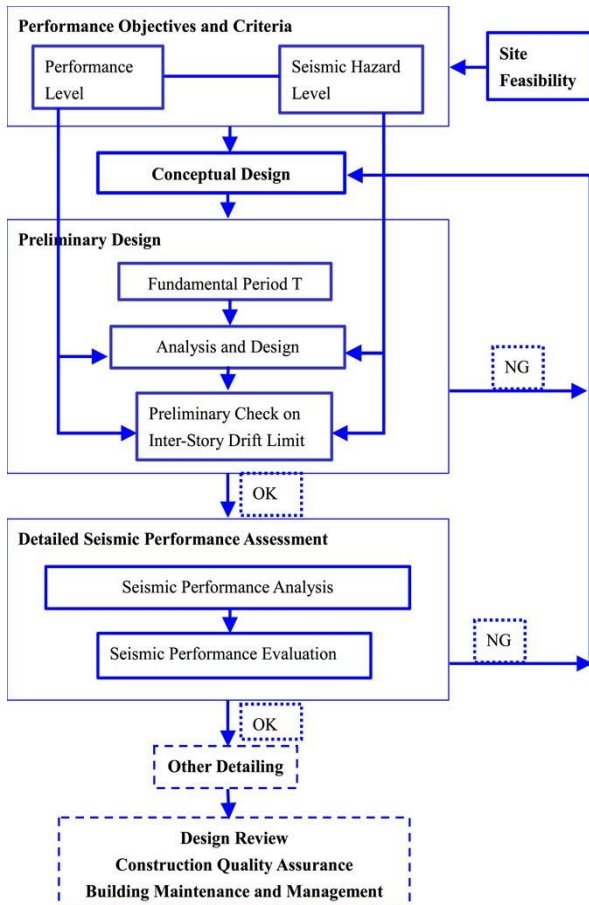 Performance Objectives and Criteria
Performance
Level
Seismic Hazard
Level
Site
Feasibility
Conceptual Design
Preliminary Design
Fundamental Period T
Analysis and Design
NG
Preliminary Check on
Inter-Story Drift Limit
OK
Detailed Seismic Performance Assessment
Seismic Performance Analysis
Seismic Performance Evaluation
NG
OK
Other Detailing
Design Review
Construction Quality Assurance
Building Maintenance and Management